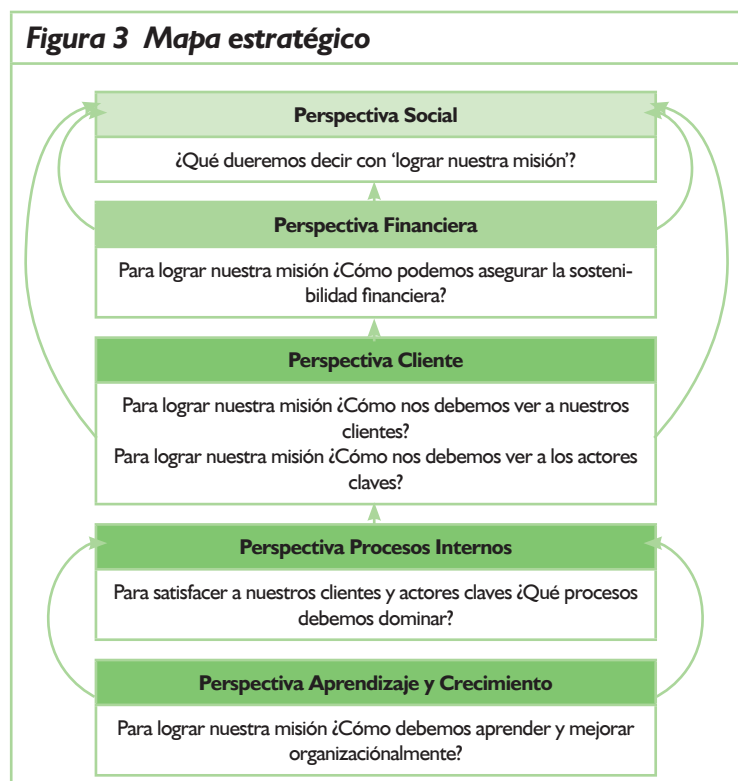 Figura 3 Mapa estratégico
Perspectiva Social
¿Qué dueremos decir con ‘lograr nuestra misión’?
Perspectiva Financiera
Para lograr nuestra misión ¿Cómo podemos asegurar la sosteni-
bilidad financiera?
Perspectiva Cliente
Para lograr nuestra misión ¿Cómo nos debemos ver a nuestros
clientes?
Para lograr nuestra misión ¿Cómo nos debemos ver a los actores
claves?
Perspectiva Procesos Internos
Para satisfacer a nuestros clientes y actores claves ¿Qué procesos
debemos dominar?
Perspectiva Aprendizaje y Crecimiento
Para lograr nuestra misión ¿Cómo debemos aprender y mejorar
organizaciónalmente?